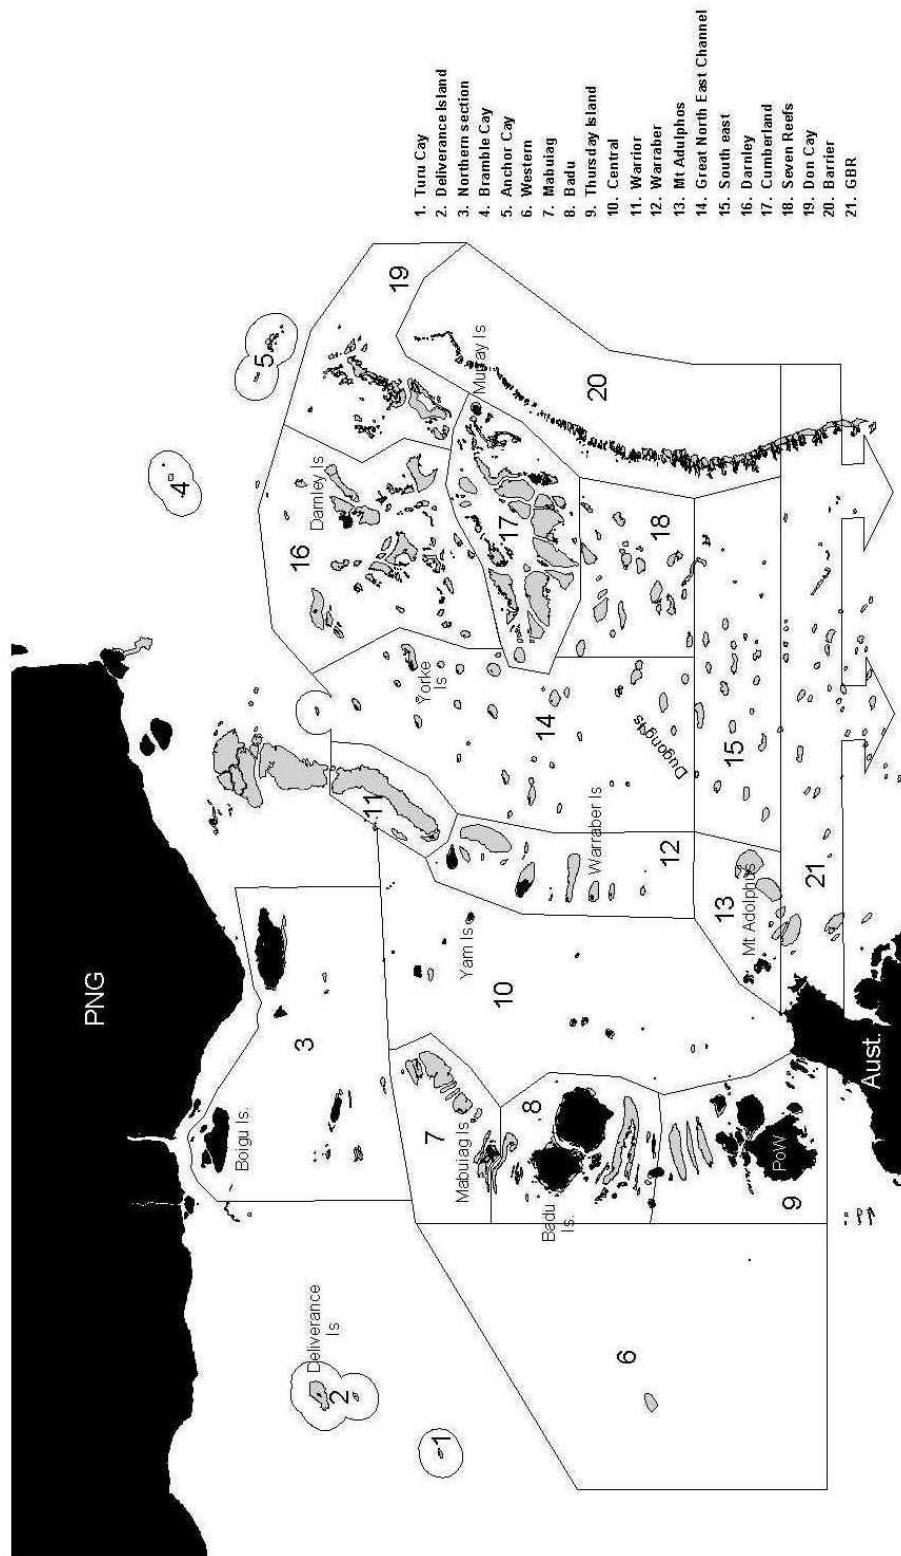 PNG
Aust.
Boigu Is.
Deliverance
Is
Mabuiag Is
Badu
Is.
PoW
Yam Is
Warraber Is
Mt Adolphus
Yorke
Is
Dugong Is
Darnley Is
Murray Is
1
2
3
4
5
6
7
8
9
10
11
12
13
14
15
16
17
18
19
20
21
1. Turu Cay
2. Deliverance Island
3. Northern section
4. Bramble Cay
5. Anchor Cay
6. Western
7. Mabuiag
8. Badu
9. Thursday Island
10. Central
11. Warrior
12. Warraber
13. Mt Adolphos
14. Great North East Channel
15. South east
16. Darnley
17. Cumberland
18. Seven Reefs
19. Don Cay
20. Barrier
21. GBR